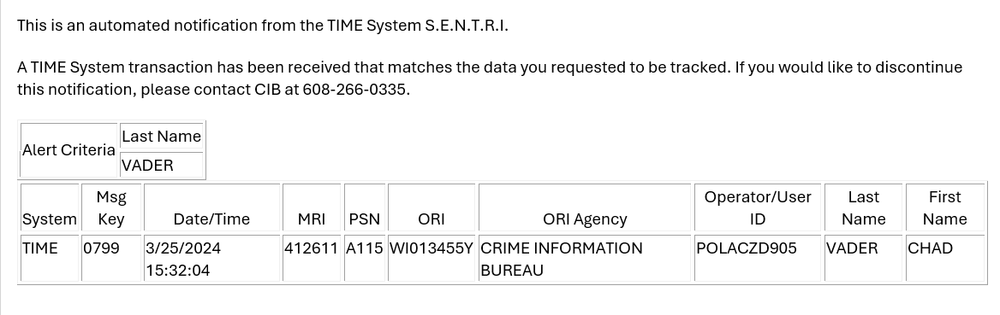 This is an automated notification from the TIME System S.E.N.T.R.I.
A TIME System transaction has been received that matches the data you requested to be tracked. If you would like to discontinue
this notification, please contact CIB at 608-266-0335.
Alert Criteria
Last Name
VADER
System Msg Key Date/Time MRI PSN ORI ORI Agency Operator/User ID Last Name First Name
TIME 0799 3/25/2024 15:32:04 412611 A115 WI013455Y CRIME INFORMATION BUREAU POLACZD905 VADER CHAD